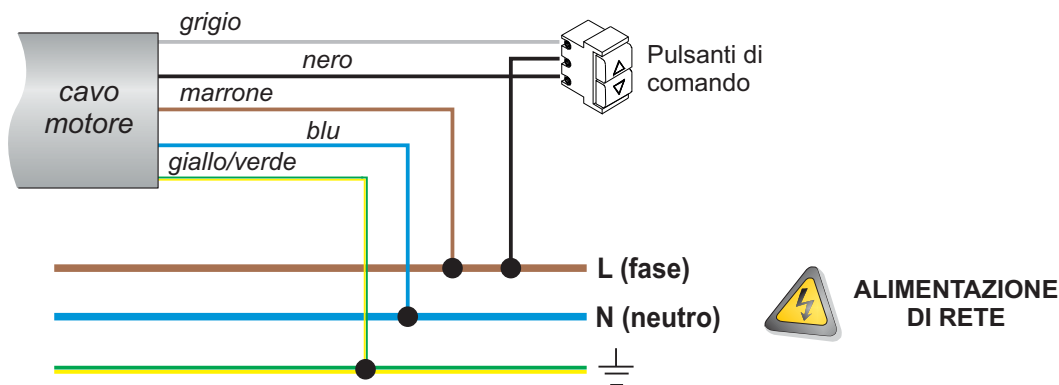 grigio
nero
marrone
blu
giallo/verde
cavo
motore
Pulsanti di
comando
L (fase)
N (neutro)
ALIMENTAZIONE
DI RETE